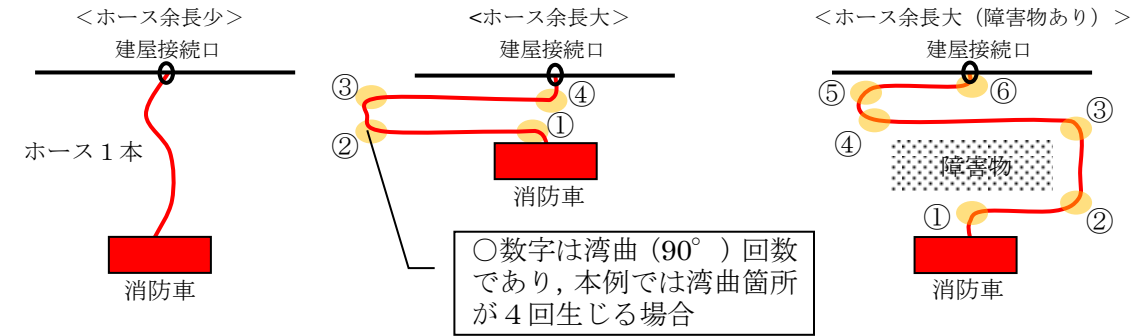 ＜ホース余長少＞
建屋接続口
ホース１本
消防車
<ホース余長大＞
建屋接続口
③
④
①
②
消防車
○数字は湾曲（90°）回数
であり，本例では湾曲箇所
が４回生じる場合
＜ホース余長大（障害物あり）＞
建屋接続口
⑤
⑥
③
④
障害物
①
②
消防車